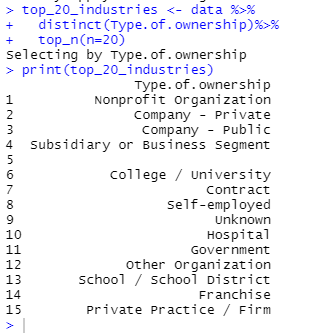 > top_20_industries <- data %>%
+   distinct(Type.of.ownership)%>%
+   top_n(n=20)
Selecting by Type.of.ownership
> print(top_20_industries)
                Type.of.ownership
1           Nonprofit Organization
2                Company - Private
3                 Company - Public
4   Subsidiary or Business Segment
5
6             College / University
7                         Contract
8                    Self-employed
9                          Unknown
10                        Hospital
11                      Government
12              Other Organization
13        School / School District
14                       Franchise
15         Private Practice / Firm
>